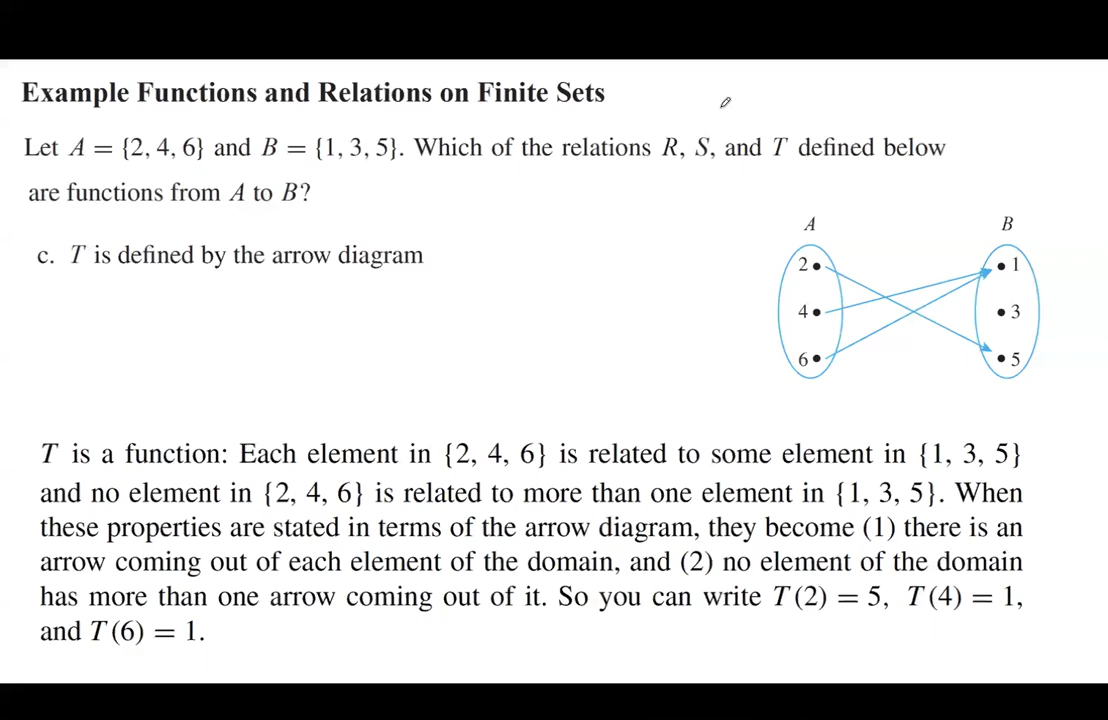 Example Functions and Relations on Finite Sets
Let A = {2, 4, 6} and B = {1, 3, 5}. Which of the relations R, S, and T defined below
are functions from A to B?
c. T is defined by the arrow diagram
A
B
2
1
4
3
6
5
T is a function: Each element in {2, 4, 6} is related to some element in {1, 3, 5}
and no element in {2, 4, 6} is related to more than one element in {1, 3, 5}. When
these properties are stated in terms of the arrow diagram, they become (1) there is an
arrow coming out of each element of the domain, and (2) no element of the domain
has more than one arrow coming out of it. So you can write T(2) = 5, T(4) = 1,
and T(6) = 1.